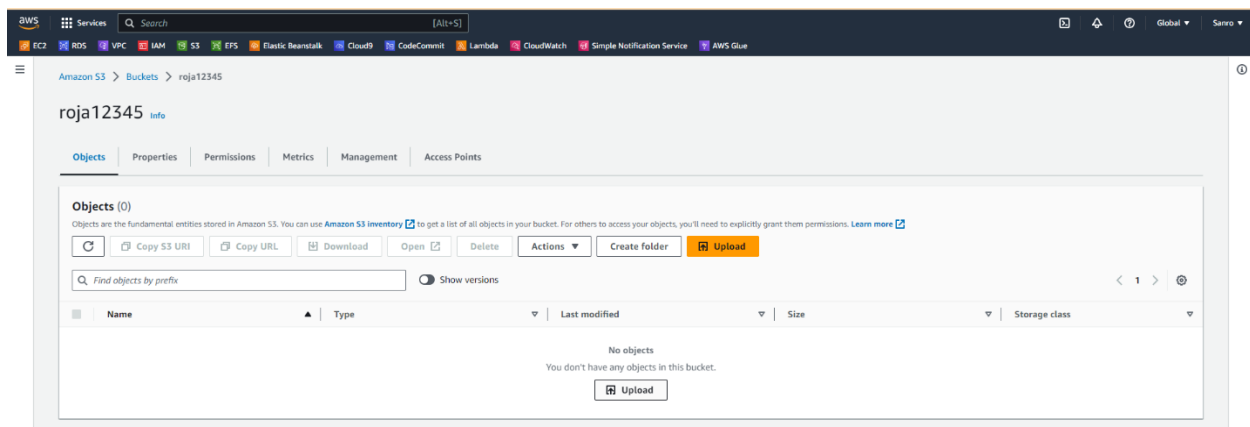 aws Services Search [Alt+S] Global ▼ Sanro ▼
EC2 RDS VPC IAM S3 EFS Elastic Beanstalk Cloud9 CodeCommit Lambda CloudWatch Simple Notification Service AWS Glue
Amazon S3 > Buckets > roja12345
roja12345 Info
Objects Properties Permissions Metrics Management Access Points
Objects (0)
Objects are the fundamental entities stored in Amazon S3. You can use Amazon S3 inventory to get a list of all objects in your bucket. For others to access your objects, you'll need to explicitly grant them permissions. Learn more
Copy S3 URI Copy URL Download Open Delete Actions ▼ Create folder Upload
Find objects by prefix Show versions < 1 >
Name ▲ Type Last modified Size Storage class
No objects
You don't have any objects in this bucket.
Upload